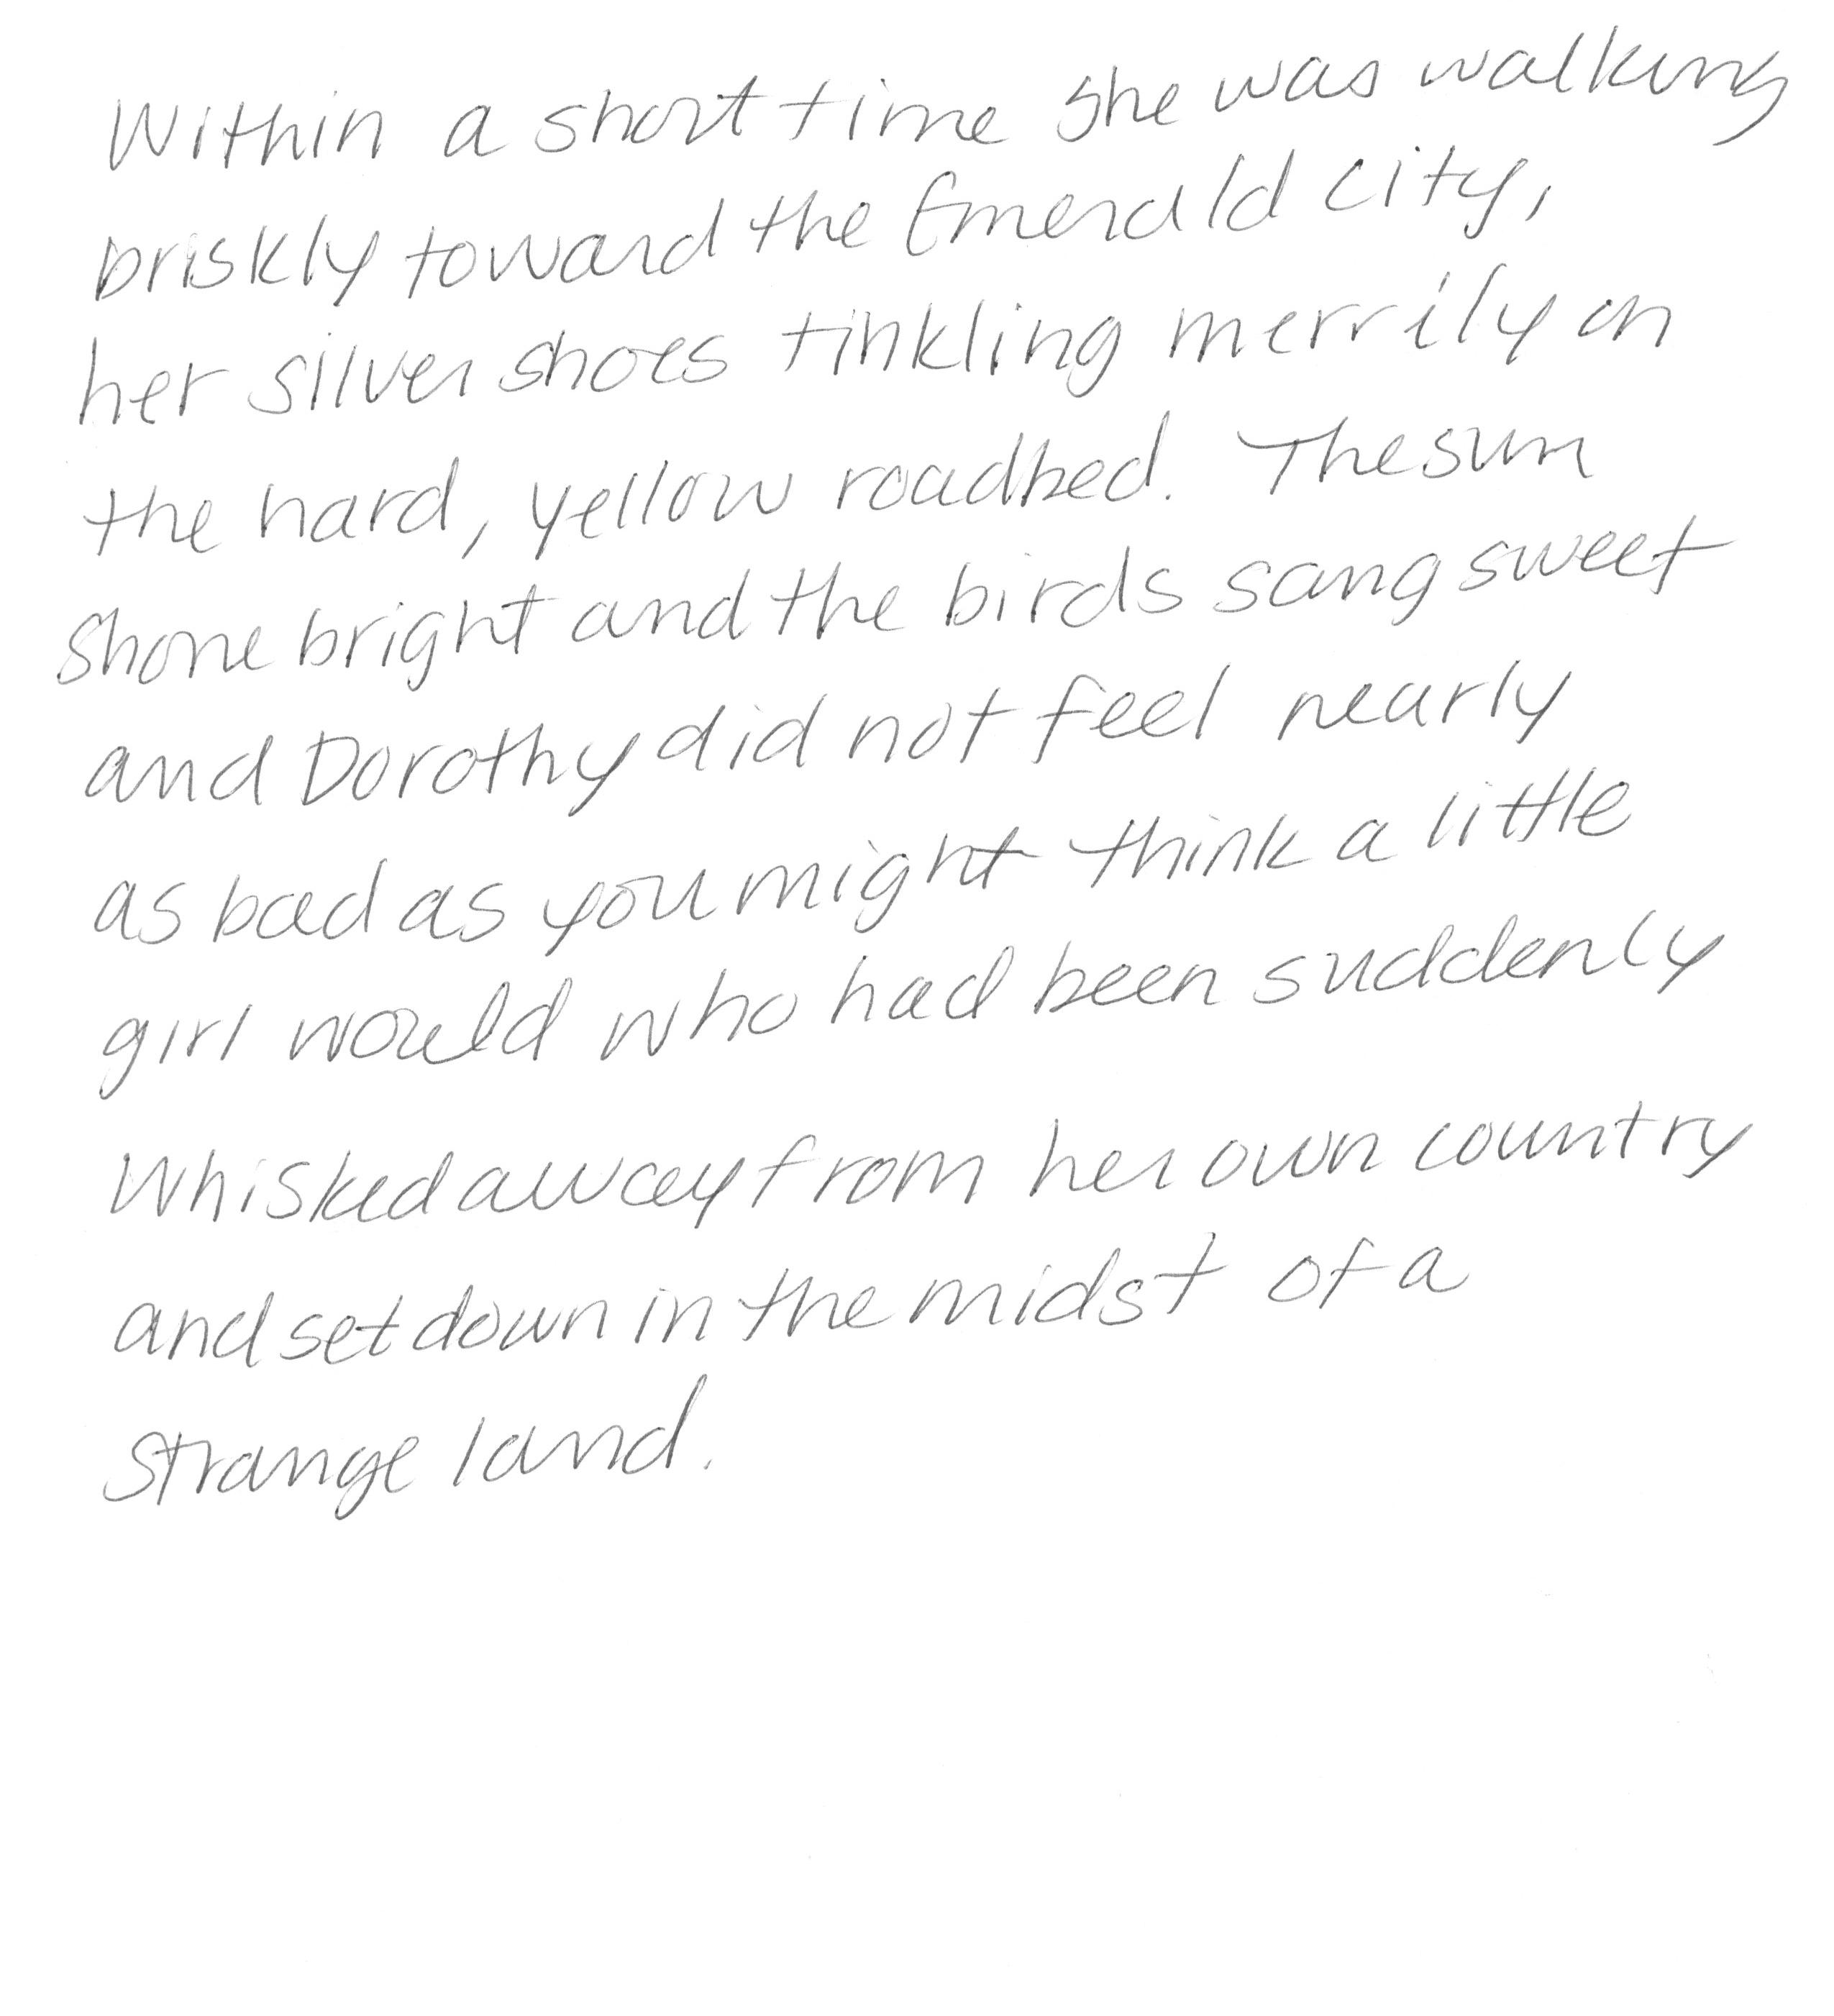 Within a short time she was walking
briskly toward the Emerald City,
her silver shoes tinkling merrily on
the hard, yellow roadbed. The sun
shone bright and the birds sang sweet
and Dorothy did not feel nearly
as bad as you might think a little
girl would who had been suddenly
whisked away from her own country
and set down in the midst of a
strange land.